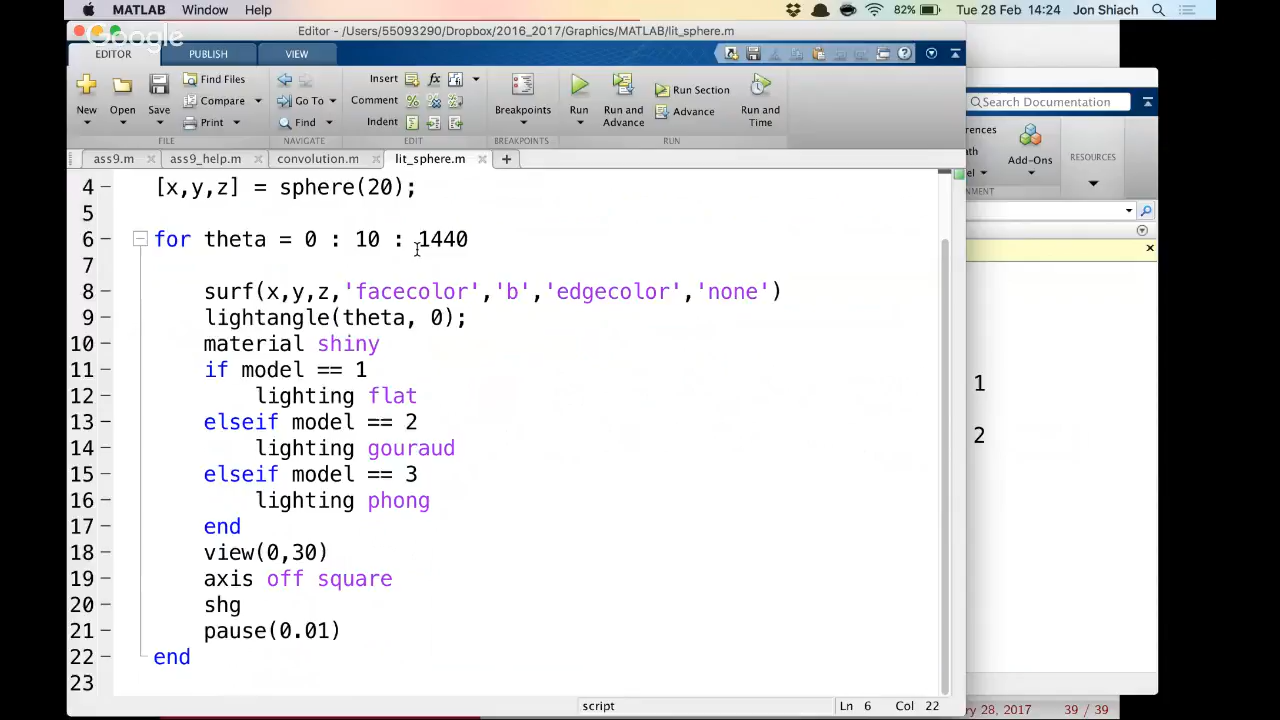 MATLAB Window Help 82% Tue 28 Feb 14:24 Jon Shiach
Google
Editor - /Users/55093290/Dropbox/2016_2017/Graphics/MATLAB/lit_sphere.m
EDITOR PUBLISH VIEW
New Open Save Find Files Compare Print
Go To Find
Insert fx Comment Indent
Breakpoints
Run Run and Advance Run Section Advance Run and Time
FILE NAVIGATE EDIT BREAKPOINTS RUN
Search Documentation
Add-Ons
RESOURCES
ass9.m ass9_help.m convolution.m lit_sphere.m
4 [x,y,z] = sphere(20);
5
6 for theta = 0 : 10 : 1440
7
8 surf(x,y,z,'facecolor','b','edgecolor','none')
9 lightangle(theta, 0);
10 material shiny
11 if model == 1
12 lighting flat
13 elseif model == 2
14 lighting gouraud
15 elseif model == 3
16 lighting phong
17 end
18 view(0,30)
19 axis off square
20 shg
21 pause(0.01)
22 end
23
1
2
script Ln 6 Col 22
28, 2017 39 / 39